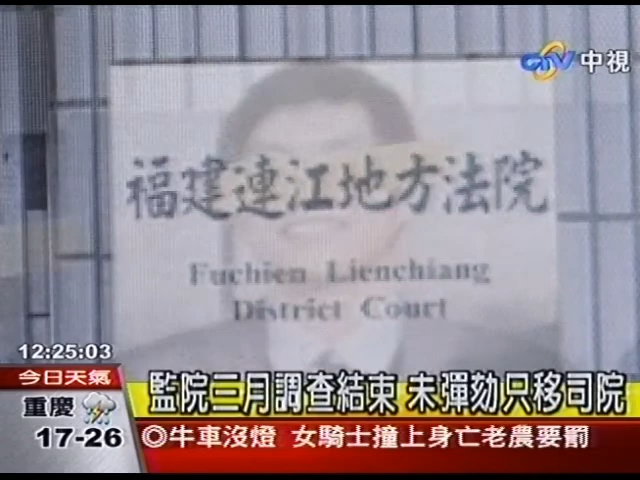 CTV 中視
福建連江地方法院
Fuchien Lienchiang
District Court
12:25:03
今日天氣
重慶
17-26
監院三月調查結束 未彈劾只移司院
◎牛車沒燈 女騎士撞上身亡老農要罰